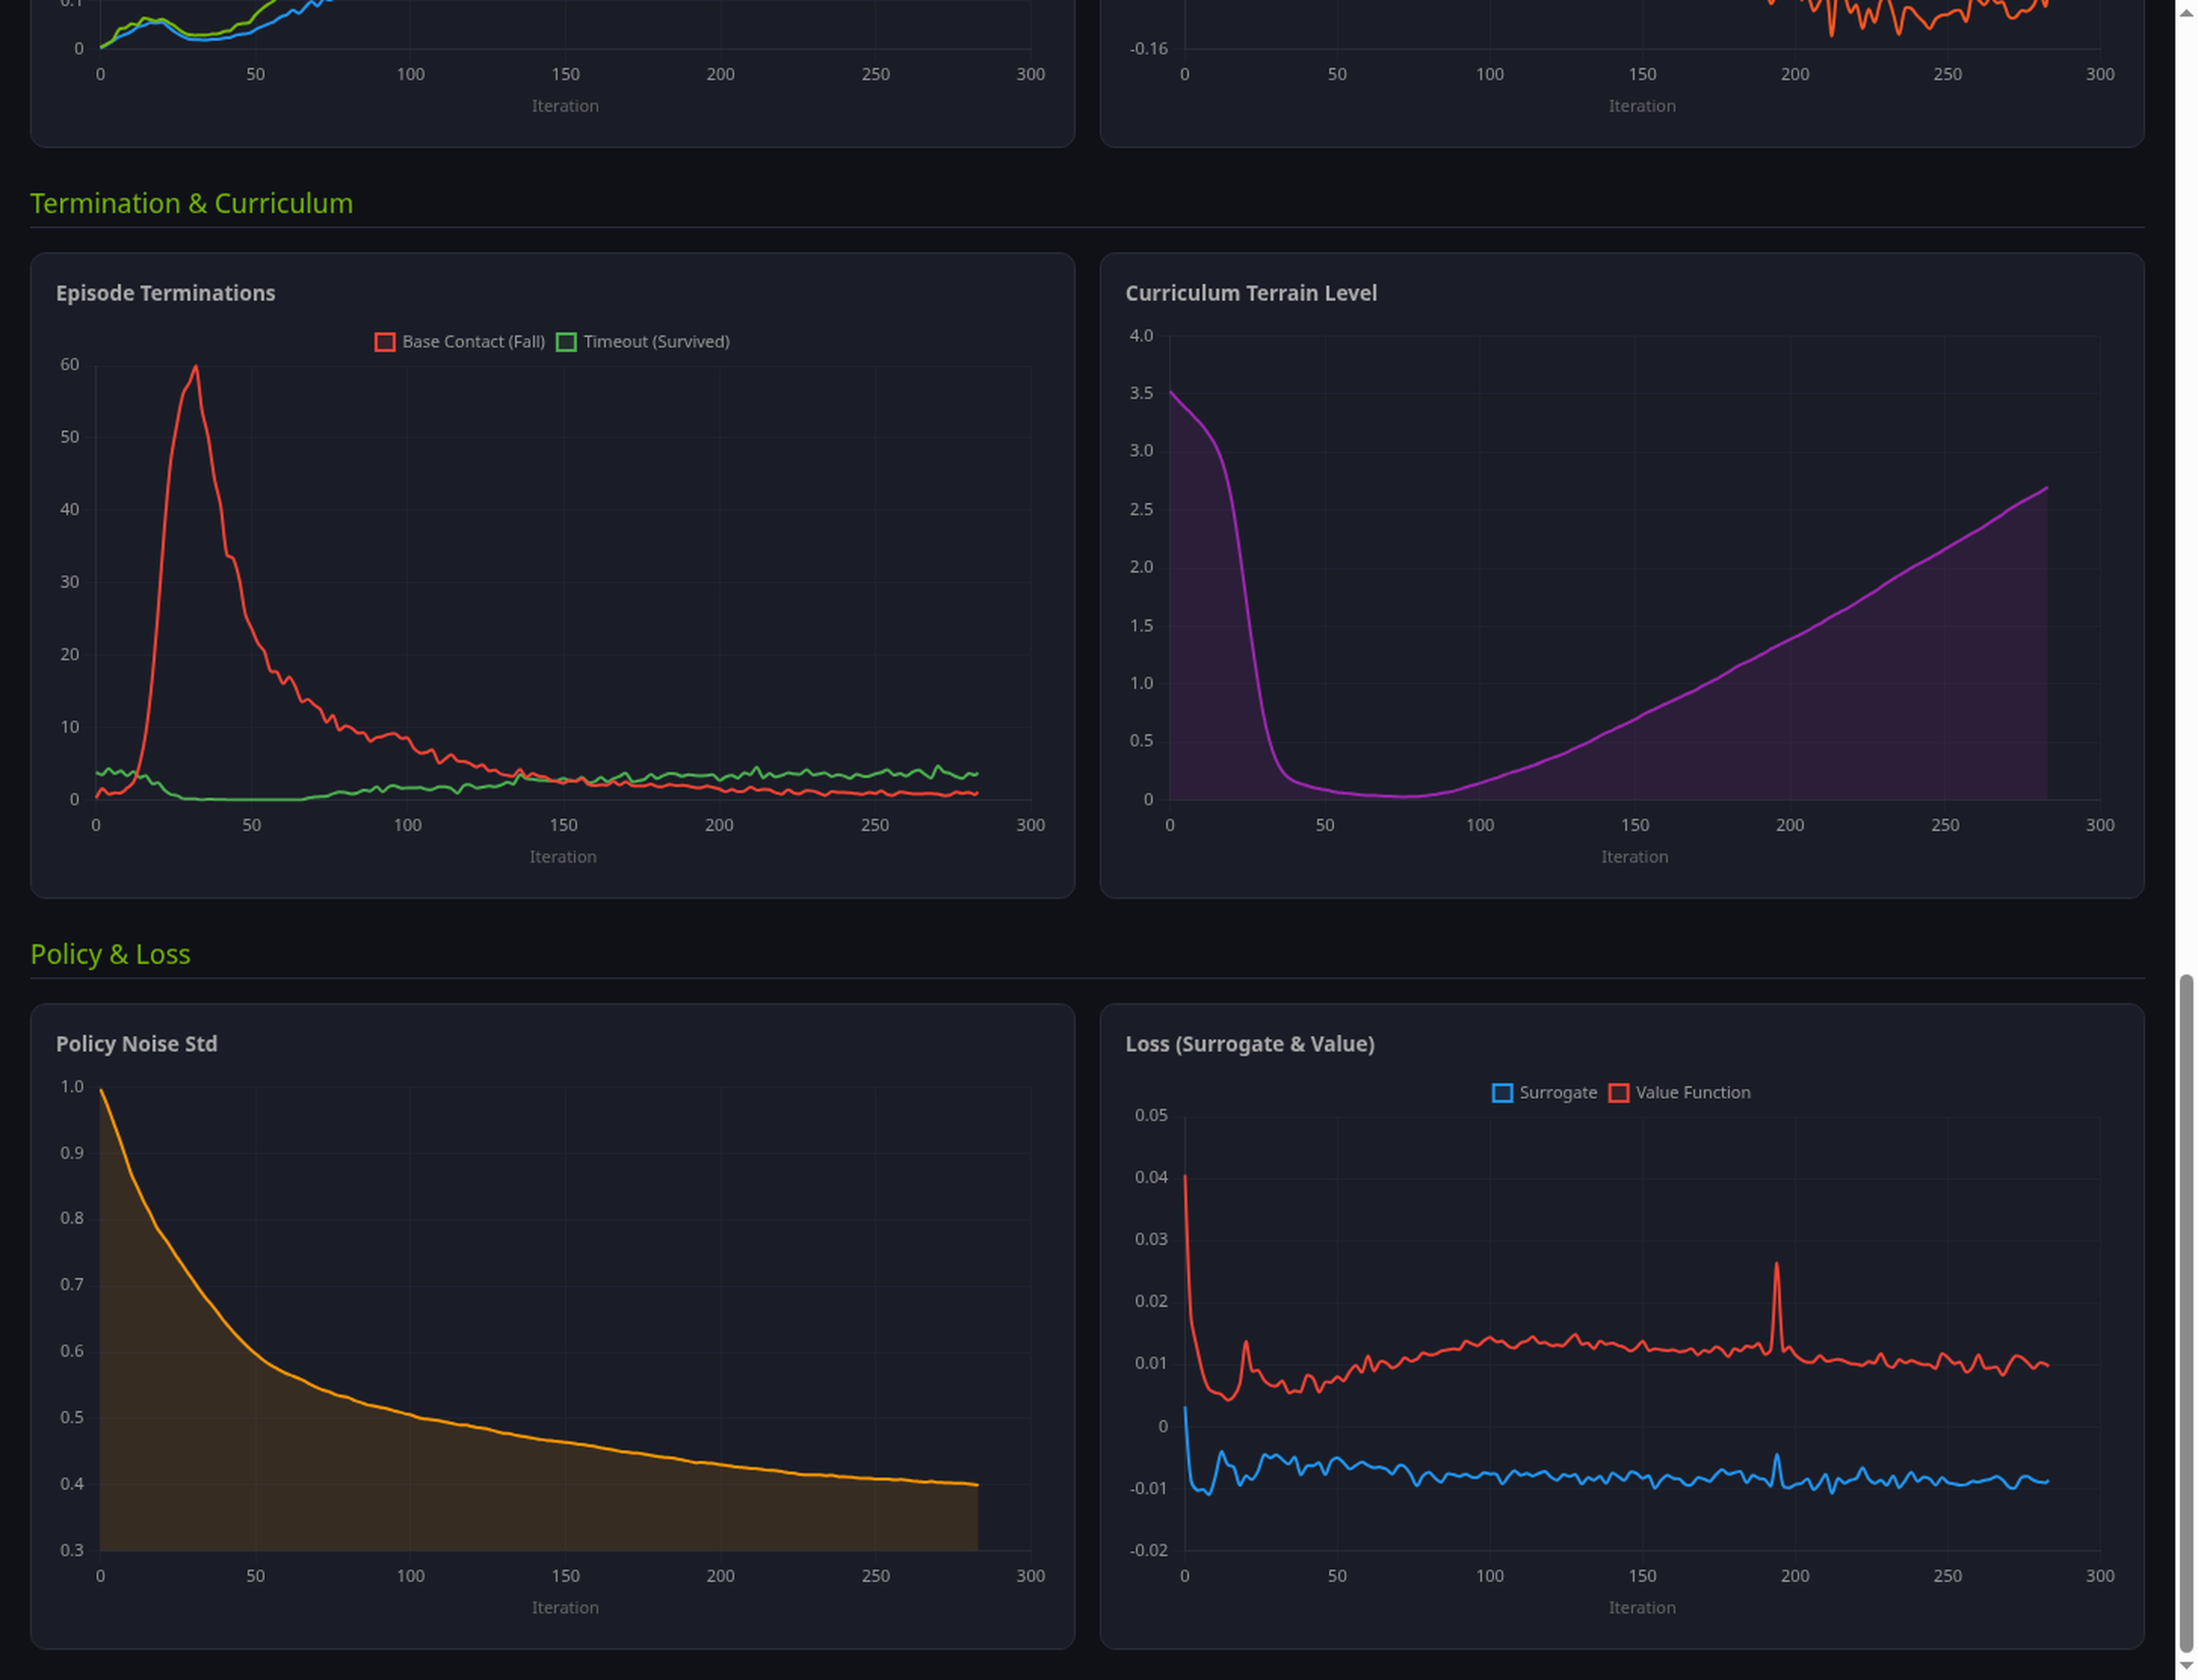 0.1
0
0 50 100 150 200 250 300
Iteration
-0.16
0 50 100 150 200 250 300
Iteration
Termination & Curriculum
Episode Terminations
Base Contact (Fall) Timeout (Survived)
60
50
40
30
20
10
0
0 50 100 150 200 250 300
Iteration
Curriculum Terrain Level
4.0
3.5
3.0
2.5
2.0
1.5
1.0
0.5
0
0 50 100 150 200 250 300
Iteration
Policy & Loss
Policy Noise Std
1.0
0.9
0.8
0.7
0.6
0.5
0.4
0.3
0 50 100 150 200 250 300
Iteration
Loss (Surrogate & Value)
Surrogate Value Function
0.05
0.04
0.03
0.02
0.01
0
-0.01
-0.02
0 50 100 150 200 250 300
Iteration